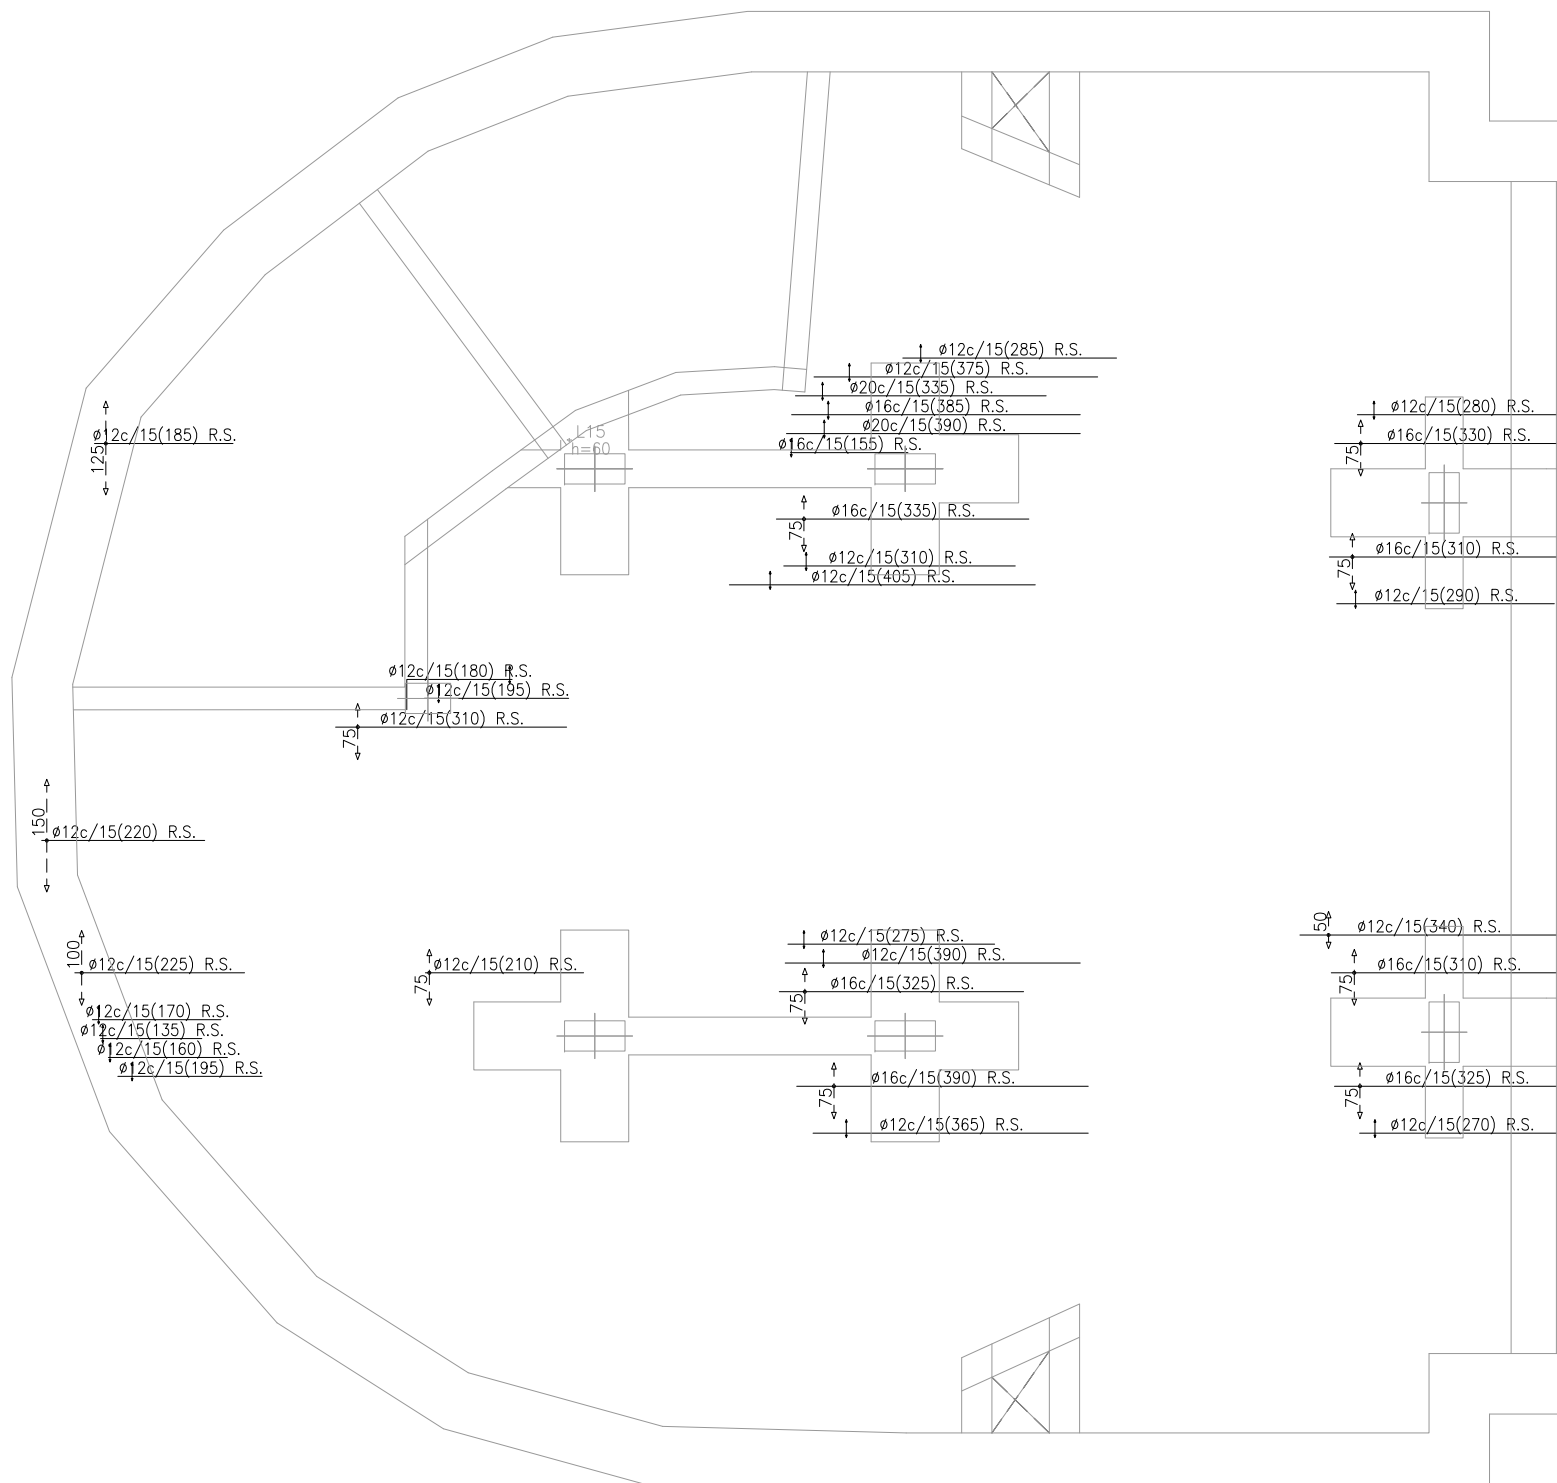 ø12c/15(285) R.S.
ø12c/15(375) R.S.
ø20c/15(335) R.S.
ø16c/15(385) R.S.
ø20c/15(390) R.S.
ø16c/15(155) R.S.
L15
h=60
ø12c/15(185) R.S.
125
ø12c/15(280) R.S.
ø16c/15(330) R.S.
75
ø16c/15(335) R.S.
75
ø12c/15(310) R.S.
ø12c/15(405) R.S.
ø16c/15(310) R.S.
75
ø12c/15(290) R.S.
ø12c/15(180) R.S.
ø12c/15(195) R.S.
ø12c/15(310) R.S.
75
150
ø12c/15(220) R.S.
50
ø12c/15(340) R.S.
ø12c/15(275) R.S.
ø12c/15(390) R.S.
100
ø12c/15(225) R.S.
ø12c/15(210) R.S.
75
ø16c/15(325) R.S.
75
ø16c/15(310) R.S.
75
ø12c/15(170) R.S.
ø12c/15(135) R.S.
ø12c/15(160) R.S.
ø12c/15(195) R.S.
ø16c/15(390) R.S.
75
ø12c/15(365) R.S.
ø16c/15(325) R.S.
75
ø12c/15(270) R.S.